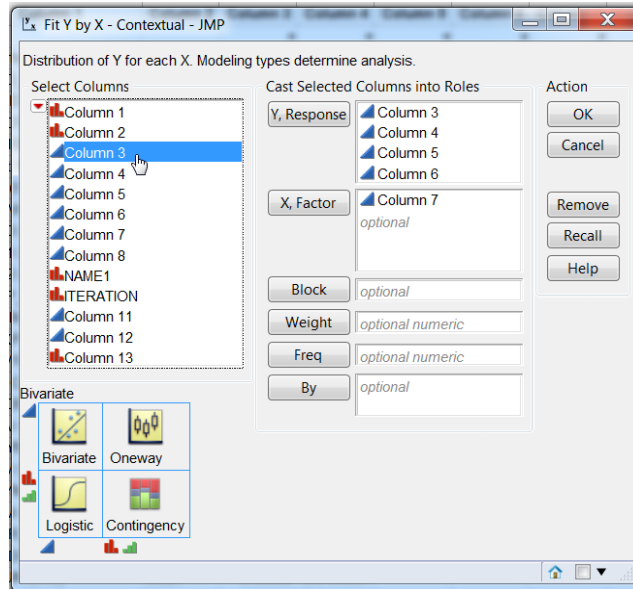 Fit Y by X - Contextual - JMP
Distribution of Y for each X. Modeling types determine analysis.
Select Columns
Column 1
Column 2
Column 3
Column 4
Column 5
Column 6
Column 7
Column 8
NAME1
ITERATION
Column 11
Column 12
Column 13
Cast Selected Columns into Roles
Y, Response
Column 3
Column 4
Column 5
Column 6
X, Factor
Column 7
optional
Block
optional
Weight
optional numeric
Freq
optional numeric
By
optional
Action
OK
Cancel
Remove
Recall
Help
Bivariate
Bivariate
Oneway
Logistic
Contingency